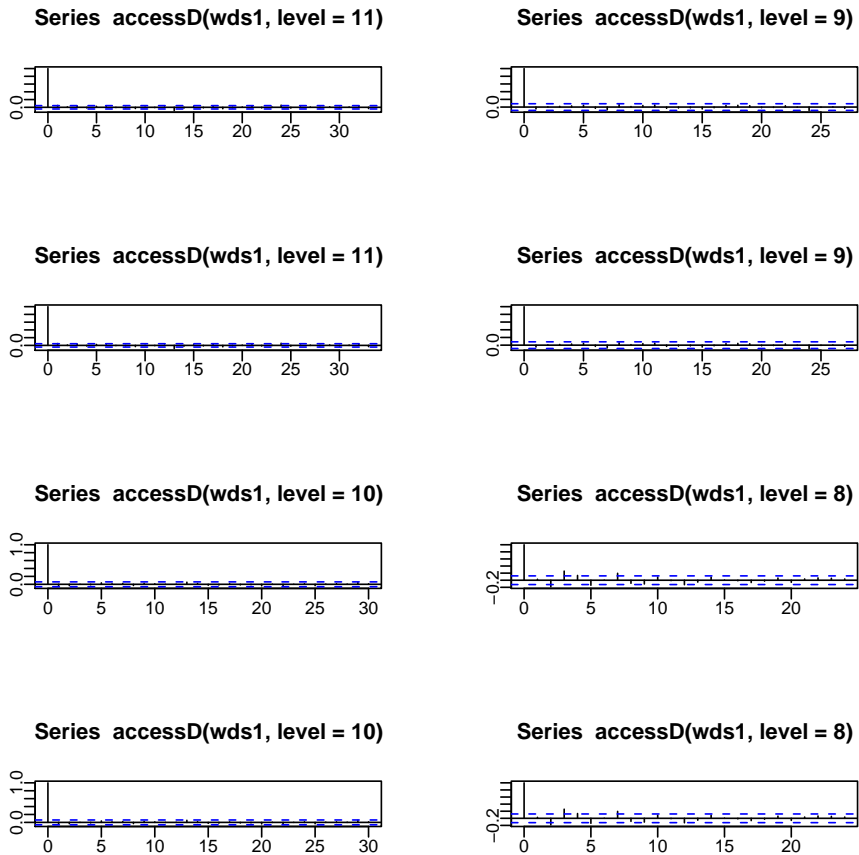 Series accessD(wds1, level = 11)
0.0
0 5 10 15 20 25 30
Series accessD(wds1, level = 9)
0.0
0 5 10 15 20 25
Series accessD(wds1, level = 11)
0.0
0 5 10 15 20 25 30
Series accessD(wds1, level = 9)
0.0
0 5 10 15 20 25
Series accessD(wds1, level = 10)
0.0 1.0
0 5 10 15 20 25 30
Series accessD(wds1, level = 8)
−0.2
0 5 10 15 20
Series accessD(wds1, level = 10)
0.0 1.0
0 5 10 15 20 25 30
Series accessD(wds1, level = 8)
−0.2
0 5 10 15 20